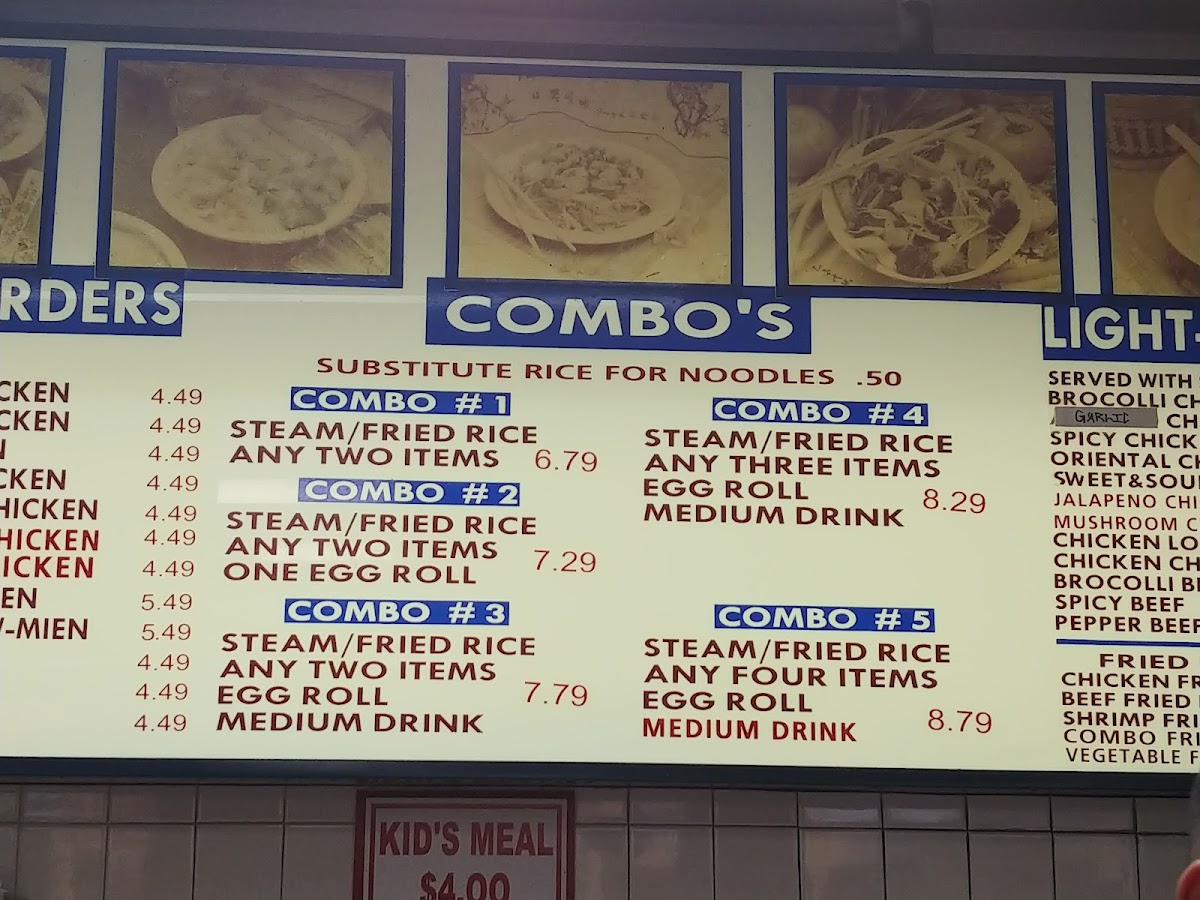 RDERS
CKEN 4.49
CKEN 4.49
N 4.49
CKEN 4.49
HICKEN 4.49
HICKEN 4.49
ICKEN 4.49
EN 5.49
-MIEN 5.49
4.49
4.49
4.49
COMBO'S
SUBSTITUTE RICE FOR NOODLES .50
COMBO #1
STEAM/FRIED RICE
ANY TWO ITEMS 6.79
COMBO #2
STEAM/FRIED RICE
ANY TWO ITEMS 7.29
ONE EGG ROLL
COMBO #3
STEAM/FRIED RICE
ANY TWO ITEMS
EGG ROLL 7.79
MEDIUM DRINK
COMBO #4
STEAM/FRIED RICE
ANY THREE ITEMS
EGG ROLL 8.29
MEDIUM DRINK
COMBO #5
STEAM/FRIED RICE
ANY FOUR ITEMS
EGG ROLL 8.79
MEDIUM DRINK
LIGHT-
SERVED WITH
BROCOLLI CH
GARLIC CH
SPICY CHICK
ORIENTAL CH
SWEET&SOU
JALAPENO CHI
MUSHROOM C
CHICKEN LO
CHICKEN CH
BROCOLLI B
SPICY BEEF
PEPPER BEEF
FRIED
CHICKEN FR
BEEF FRIED
SHRIMP FRI
COMBO FRI
VEGETABLE F
KID'S MEAL
$4.00